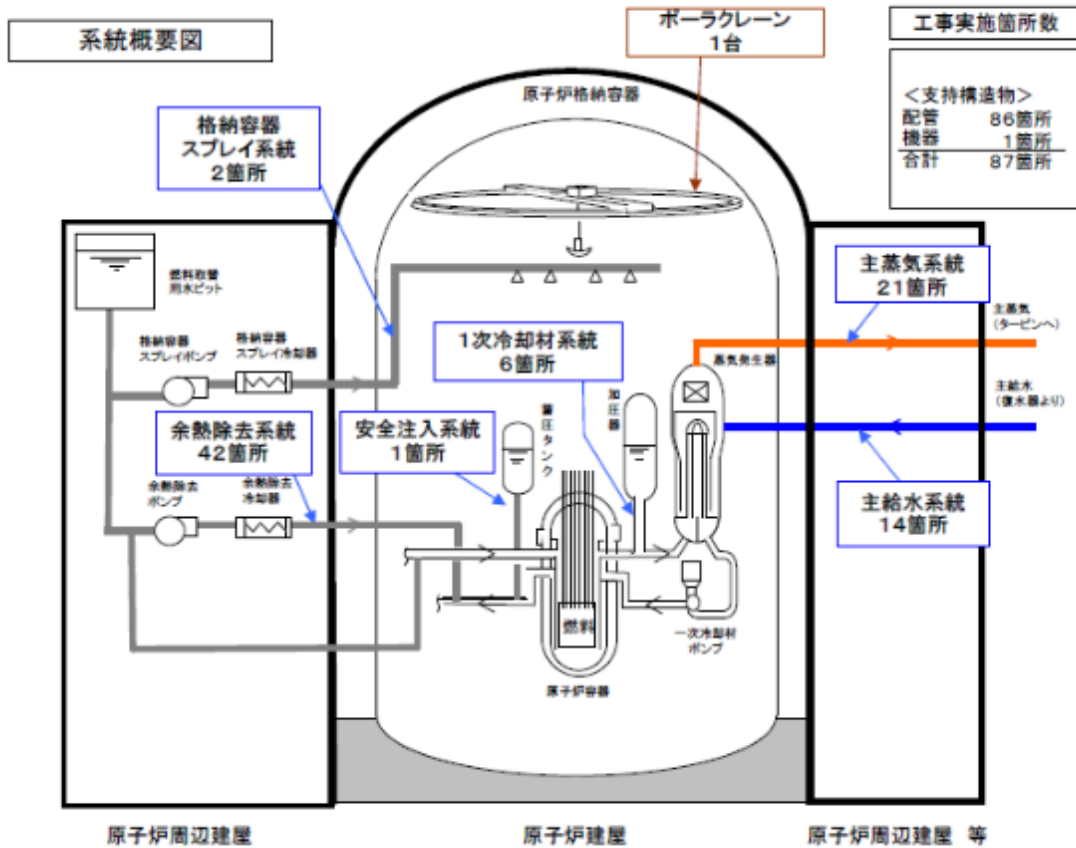 系統概要図
ポーラクレーン
1台
工事実施箇所数
<支持構造物>
配管 86箇所
機器 1箇所
合計 87箇所
原子炉格納容器
格納容器
スプレイ系統
2箇所
燃料取替
用水ピット
格納容器
スプレイポンプ
格納容器
スプレイ冷却器
主蒸気系統
21箇所
主蒸気
(タービンへ)
1次冷却材系統
6箇所
蒸気発生器
主給水
(復水器より)
加圧器
蓄圧タンク
安全注入系統
1箇所
余熱除去系統
42箇所
余熱除去
ポンプ
余熱除去
冷却器
主給水系統
14箇所
燃料
一次冷却材
ポンプ
原子炉容器
原子炉周辺建屋
原子炉建屋
原子炉周辺建屋 等